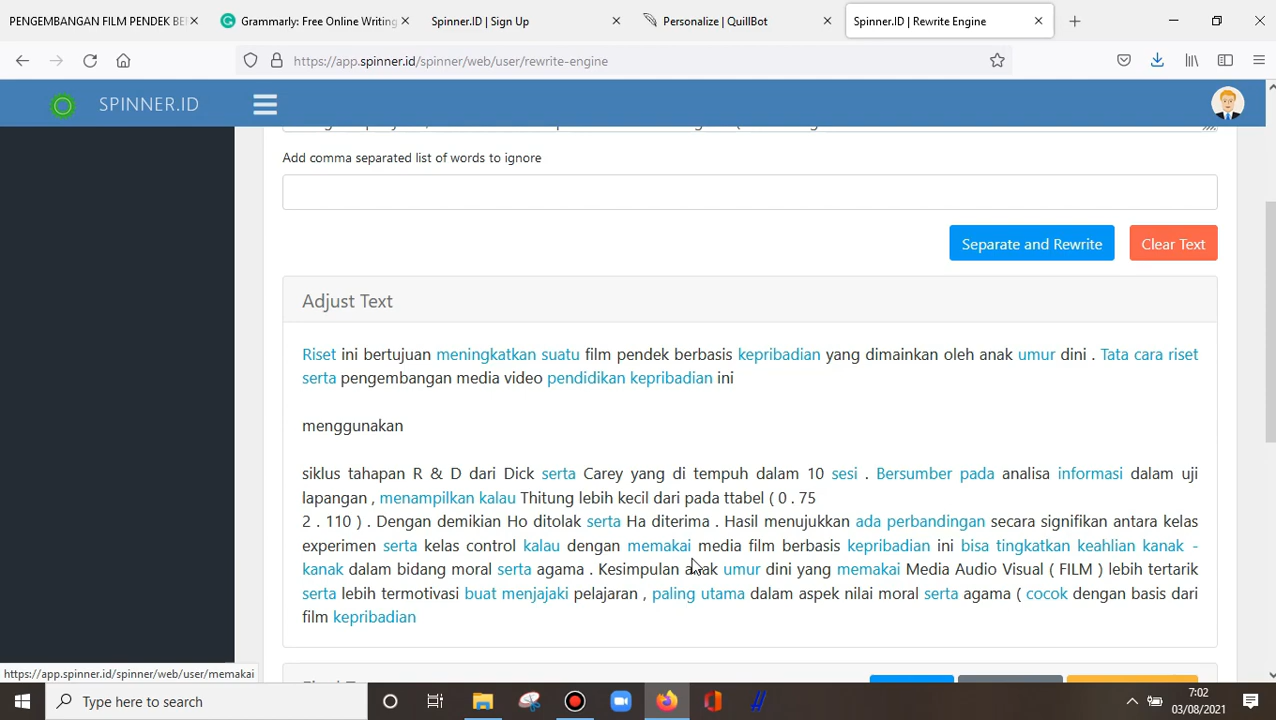 PENGEMBANGAN FILM PENDEK BE
Grammarly: Free Online Writing
Spinner.ID | Sign Up
Personalize | QuillBot
Spinner.ID | Rewrite Engine
https://app.spinner.id/spinner/web/user/rewrite-engine
SPINNER.ID
Add comma separated list of words to ignore
Separate and Rewrite
Clear Text
Adjust Text
Riset ini bertujuan meningkatkan suatu film pendek berbasis kepribadian yang dimainkan oleh anak umur dini . Tata cara riset
serta pengembangan media video pendidikan kepribadian ini
menggunakan
siklus tahapan R & D dari Dick serta Carey yang di tempuh dalam 10 sesi . Bersumber pada analisa informasi dalam uji
lapangan , menampilkan kalau Thitung lebih kecil dari pada ttabel ( 0 . 75
2 . 110 ) . Dengan demikian Ho ditolak serta Ha diterima . Hasil menujukkan ada perbandingan secara signifikan antara kelas
experimen serta kelas control kalau dengan memakai media film berbasis kepribadian ini bisa tingkatkan keahlian kanak -
kanak dalam bidang moral serta agama . Kesimpulan anak umur dini yang memakai Media Audio Visual ( FILM ) lebih tertarik
serta lebih termotivasi buat menjajaki pelajaran , paling utama dalam aspek nilai moral serta agama ( cocok dengan basis dari
film kepribadian
https://app.spinner.id/spinner/web/user/memakai
Type here to search
7:02
03/08/2021